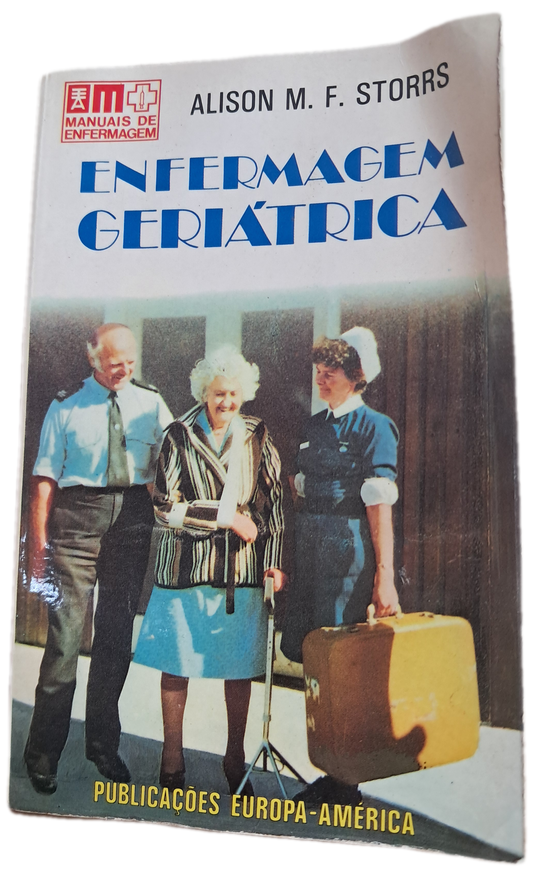 MANUAIS DE
ENFERMAGEM
ALISON M. F. STORRS
ENFERMAGEM
GERIÁTRICA
PUBLICAÇÕES EUROPA-AMÉRICA